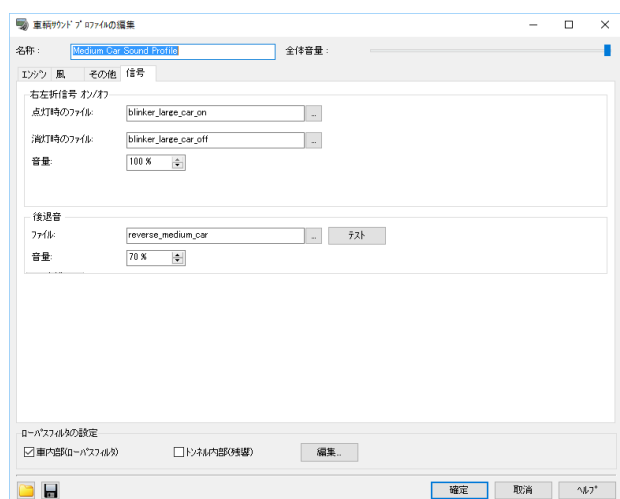 車輌ｻｳﾝﾄﾞﾌﾟﾛﾌｧｲﾙの編集
名称： Medium Car Sound Profile 全体音量：
ｴﾝｼﾞﾝ 風 その他 信号
右左折信号 ｵﾝ/ｵﾌ
点灯時のﾌｧｲﾙ: blinker_large_car_on ...
消灯時のﾌｧｲﾙ: blinker_large_car_off ...
音量: 100 %
後退音
ﾌｧｲﾙ: reverse_medium_car ... ﾃｽﾄ
音量: 70 %
ﾛｰﾊﾟｽﾌｨﾙﾀの設定
車内部(ﾛｰﾊﾟｽﾌｨﾙﾀ) ﾄﾝﾈﾙ内部(残響) 編集...
確定 取消 ﾍﾙﾌﾟ